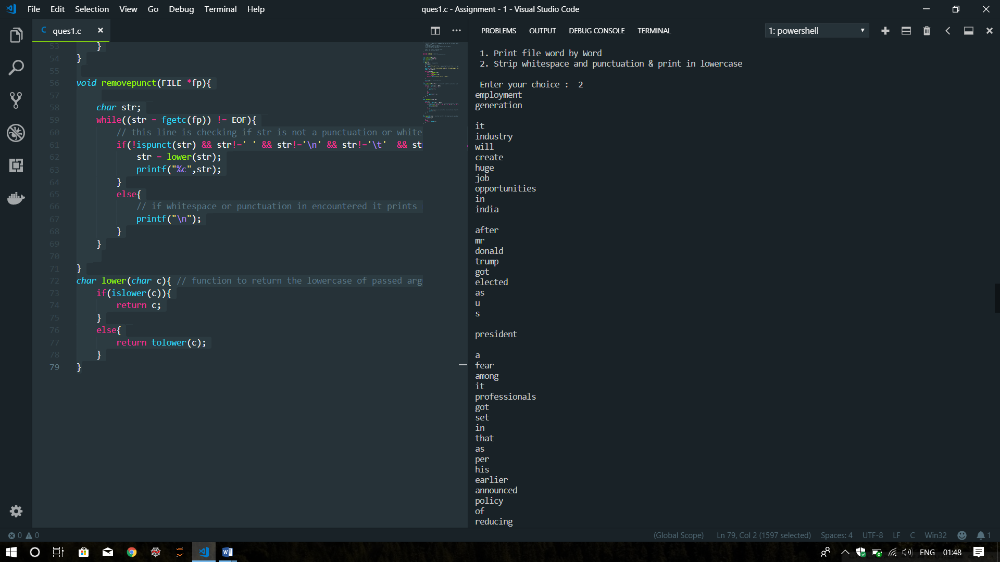 File Edit Selection View Go Debug Terminal Help
ques1.c - Assignment - 1 - Visual Studio Code
C ques1.c
53 }
54 }
55
56 void removepunct(FILE *fp){
57
58 char str;
59 while((str = fgetc(fp)) != EOF){
60 // this line is checking if str is not a punctuation or white
61 if(!ispunct(str) && str!=' ' && str!='\n' && str!='\t' && st
62 str = lower(str);
63 printf("%c",str);
64 }
65 else{
66 // if whitespace or punctuation in encountered it prints
67 printf("\n");
68 }
69 }
70
71 }
72 char lower(char c){ // function to return the lowercase of passed arg
73 if(islower(c)){
74 return c;
75 }
76 else{
77 return tolower(c);
78 }
79 }
PROBLEMS OUTPUT DEBUG CONSOLE TERMINAL
1: powershell
1. Print file word by Word
2. Strip whitespace and punctuation & print in lowercase
Enter your choice : 2
employment
generation
it
industry
will
create
huge
job
opportunities
in
india
after
mr
donald
trump
got
elected
as
u
s
president
a
fear
among
it
professionals
got
set
in
that
as
per
his
earlier
announced
policy
of
reducing
0 0
(Global Scope) Ln 79, Col 2 (1597 selected) Spaces: 4 UTF-8 LF C Win32 1
ENG 01:48